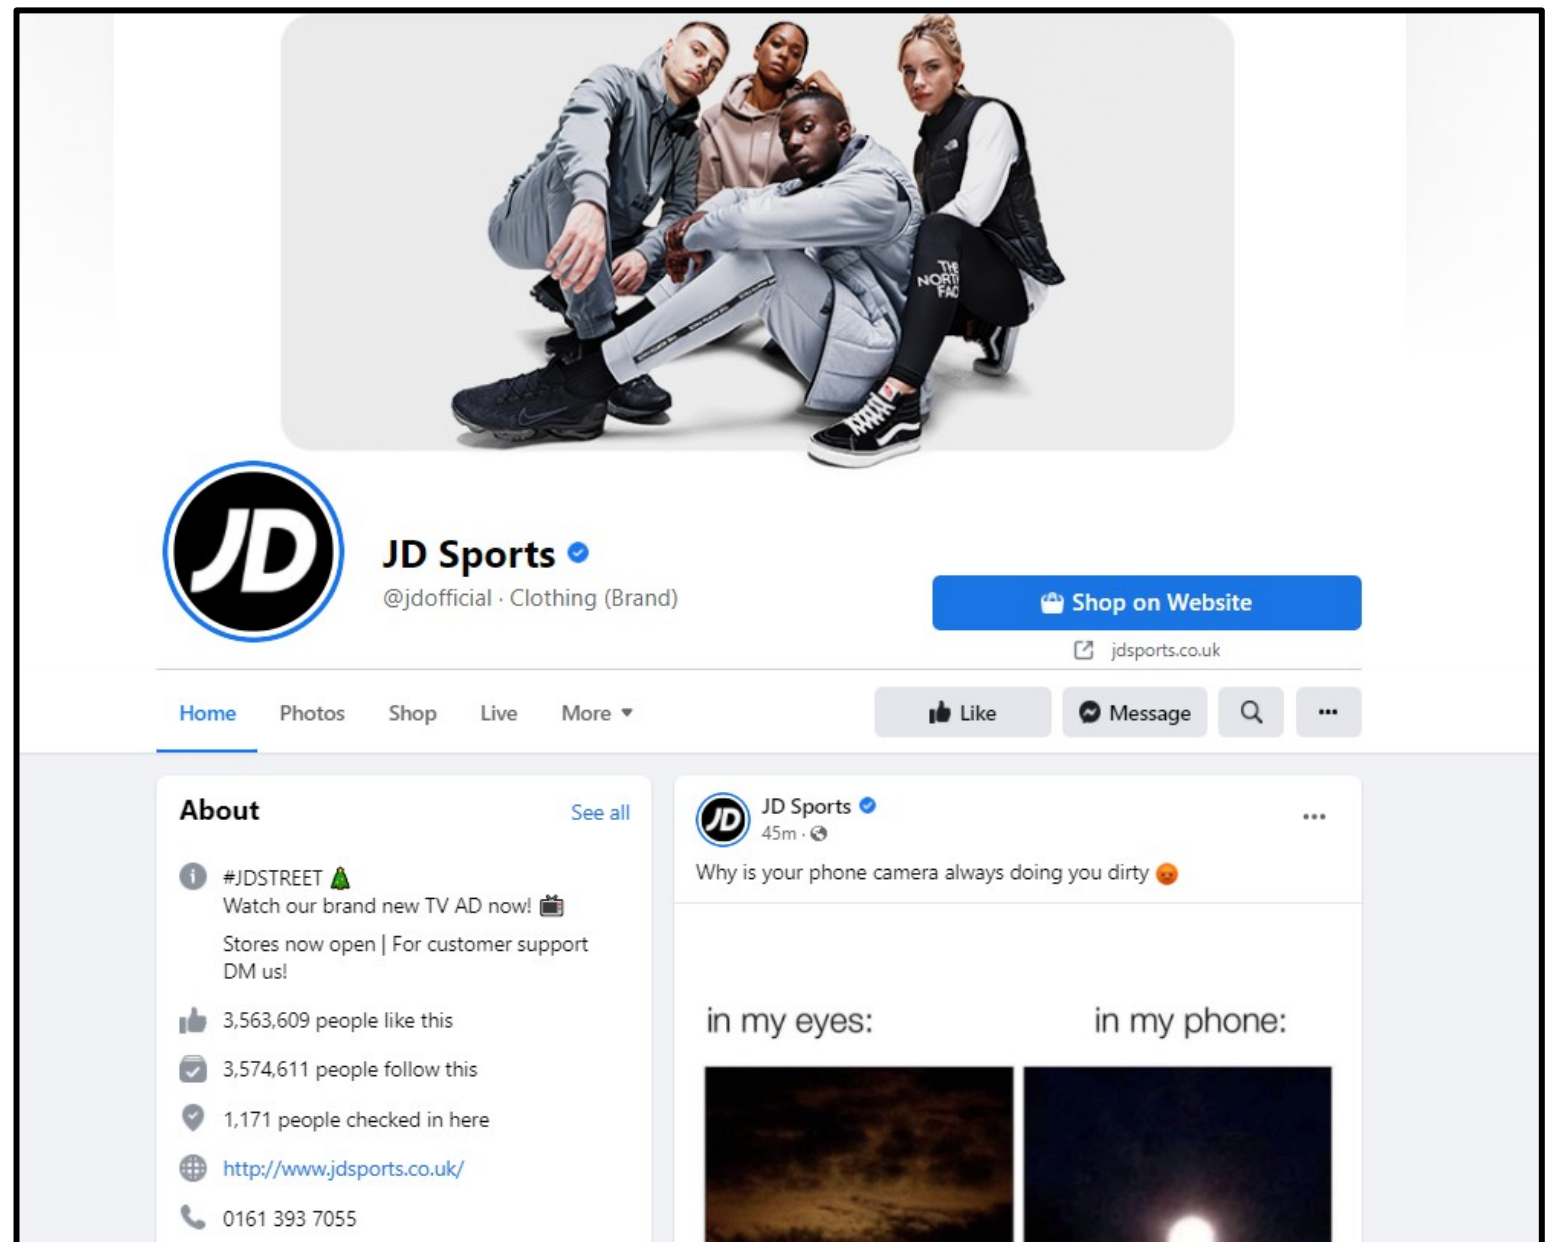 THE
NORTH
FAC
JD
JD Sports
@jdofficial · Clothing (Brand)
Shop on Website
jdsports.co.uk
Home
Photos
Shop
Live
More
Like
Message
About
See all
#JDSTREET 🎄
Watch our brand new TV AD now! 📺
Stores now open | For customer support
DM us!
3,563,609 people like this
3,574,611 people follow this
1,171 people checked in here
http://www.jdsports.co.uk/
0161 393 7055
JD
JD Sports
45m ·
Why is your phone camera always doing you dirty 😡
in my eyes:
in my phone: